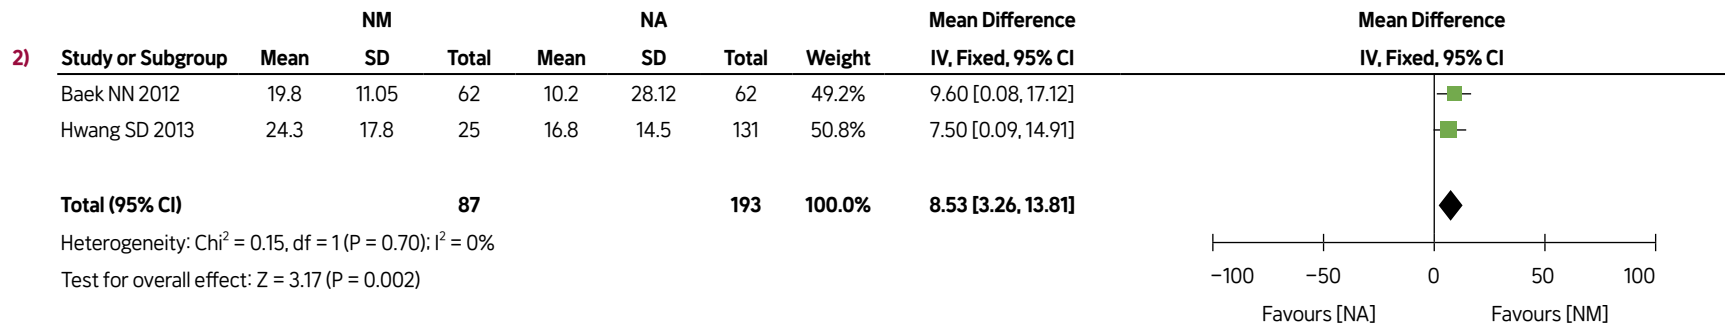 NM NA Mean Difference Mean Difference
2) Study or Subgroup Mean SD Total Mean SD Total Weight IV, Fixed, 95% CI IV, Fixed, 95% CI
Baek NN 2012 19.8 11.05 62 10.2 28.12 62 49.2% 9.60 [0.08, 17.12]
Hwang SD 2013 24.3 17.8 25 16.8 14.5 131 50.8% 7.50 [0.09, 14.91]
Total (95% CI) 87 193 100.0% 8.53 [3.26, 13.81]
Heterogeneity: Chi² = 0.15, df = 1 (P = 0.70); I² = 0%
Test for overall effect: Z = 3.17 (P = 0.002)
−100 −50 0 50 100
Favours [NA] Favours [NM]